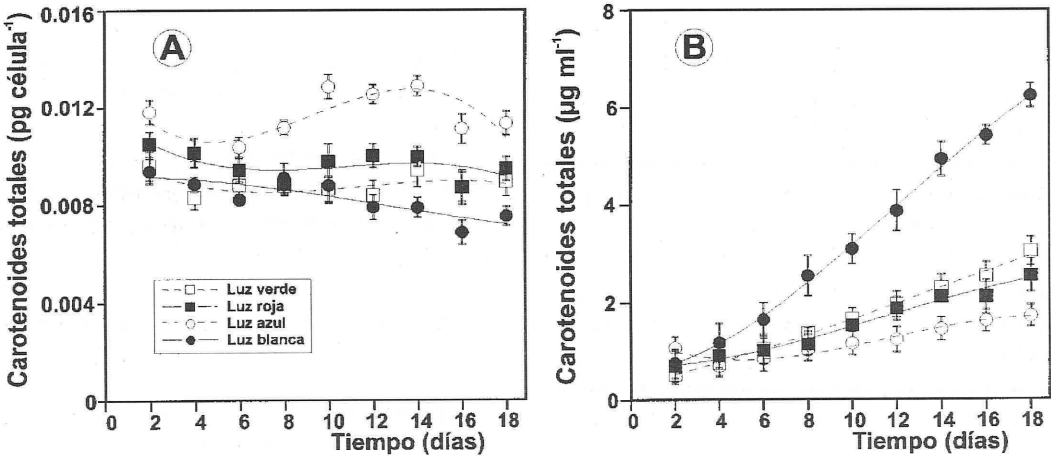 A
Carotenoides totales (pg célula⁻¹)
0.016
0.012
0.008
0.004
0
Luz verde
Luz roja
Luz azul
Luz blanca
0 2 4 6 8 10 12 14 16 18
Tiempo (días)
B
Carotenoides totales (µg ml⁻¹)
8
6
4
2
0
0 2 4 6 8 10 12 14 16 18
Tiempo (días)